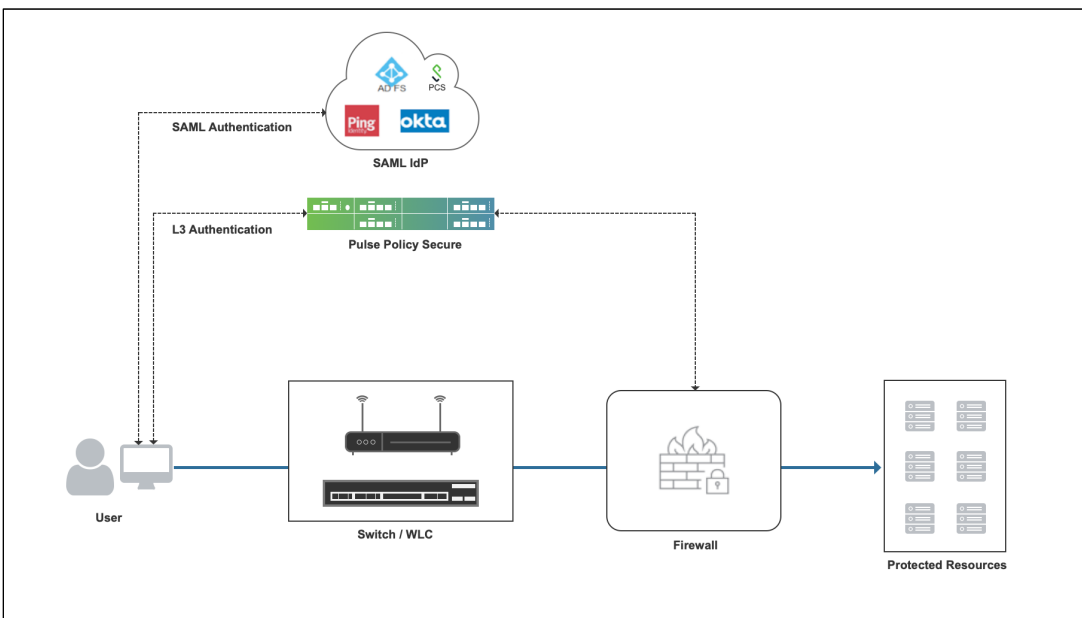 AD FS
PCS
SAML Authentication
Ping
Identity
okta
SAML IdP
L3 Authentication
Pulse Policy Secure
User
Switch / WLC
Firewall
Protected Resources